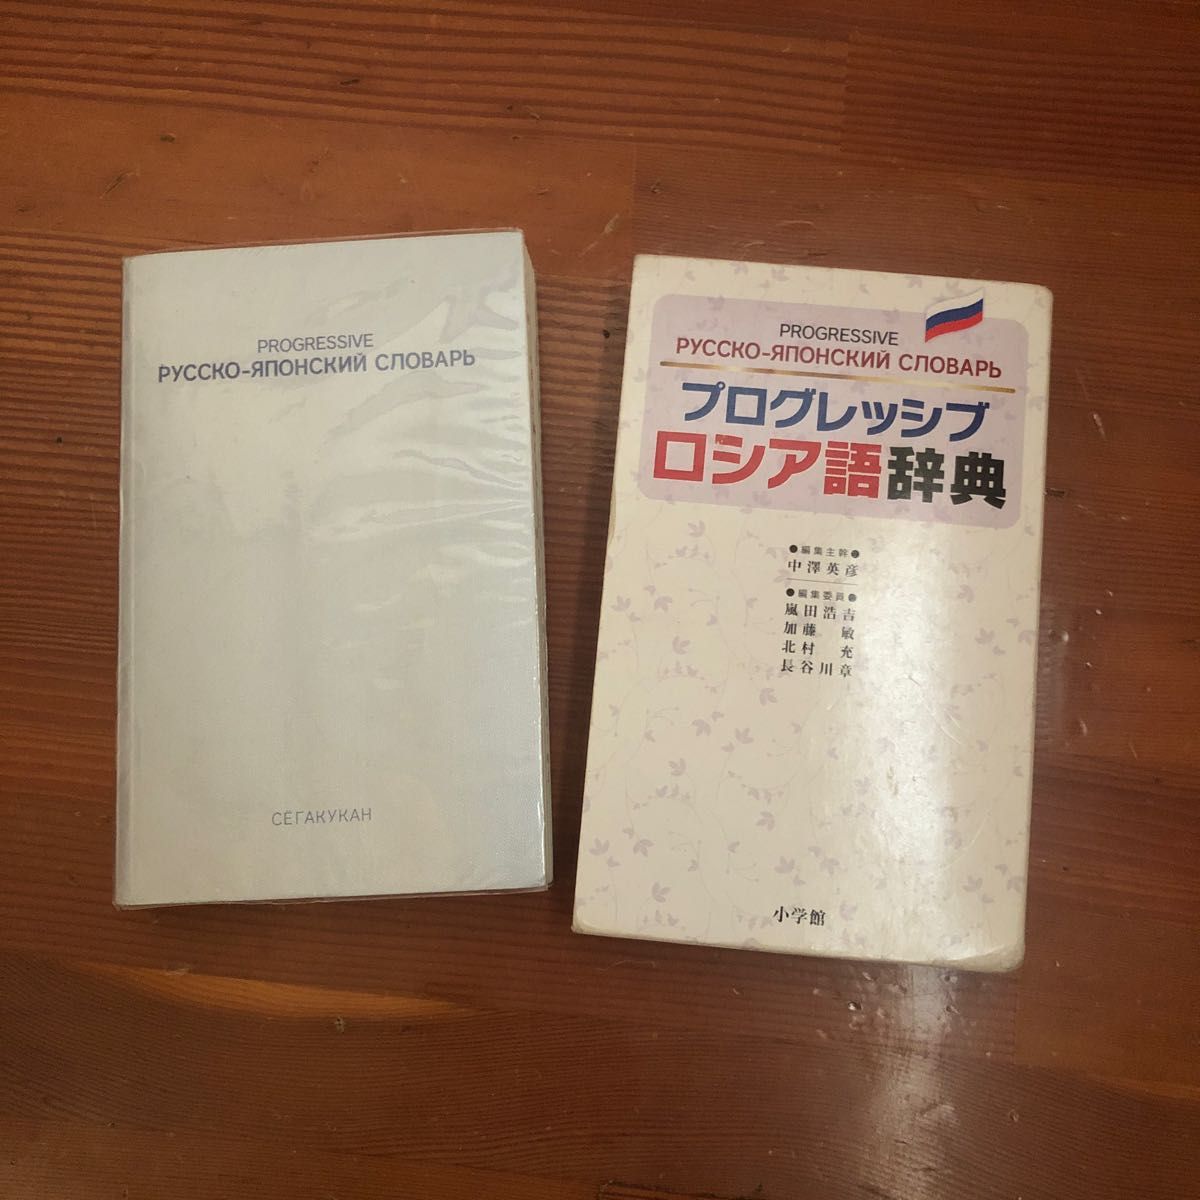 PROGRESSIVE
РУССКО-ЯПОНСКИЙ СЛОВАРЬ
СЁГАКУКАН
PROGRESSIVE
РУССКО-ЯПОНСКИЙ СЛОВАРЬ
プログレッシブ
ロシア語辞典
●編集主幹●
中澤英彦
●編集委員●
嵐田浩吉
加藤 敏
北村 充
長谷川章
小学館